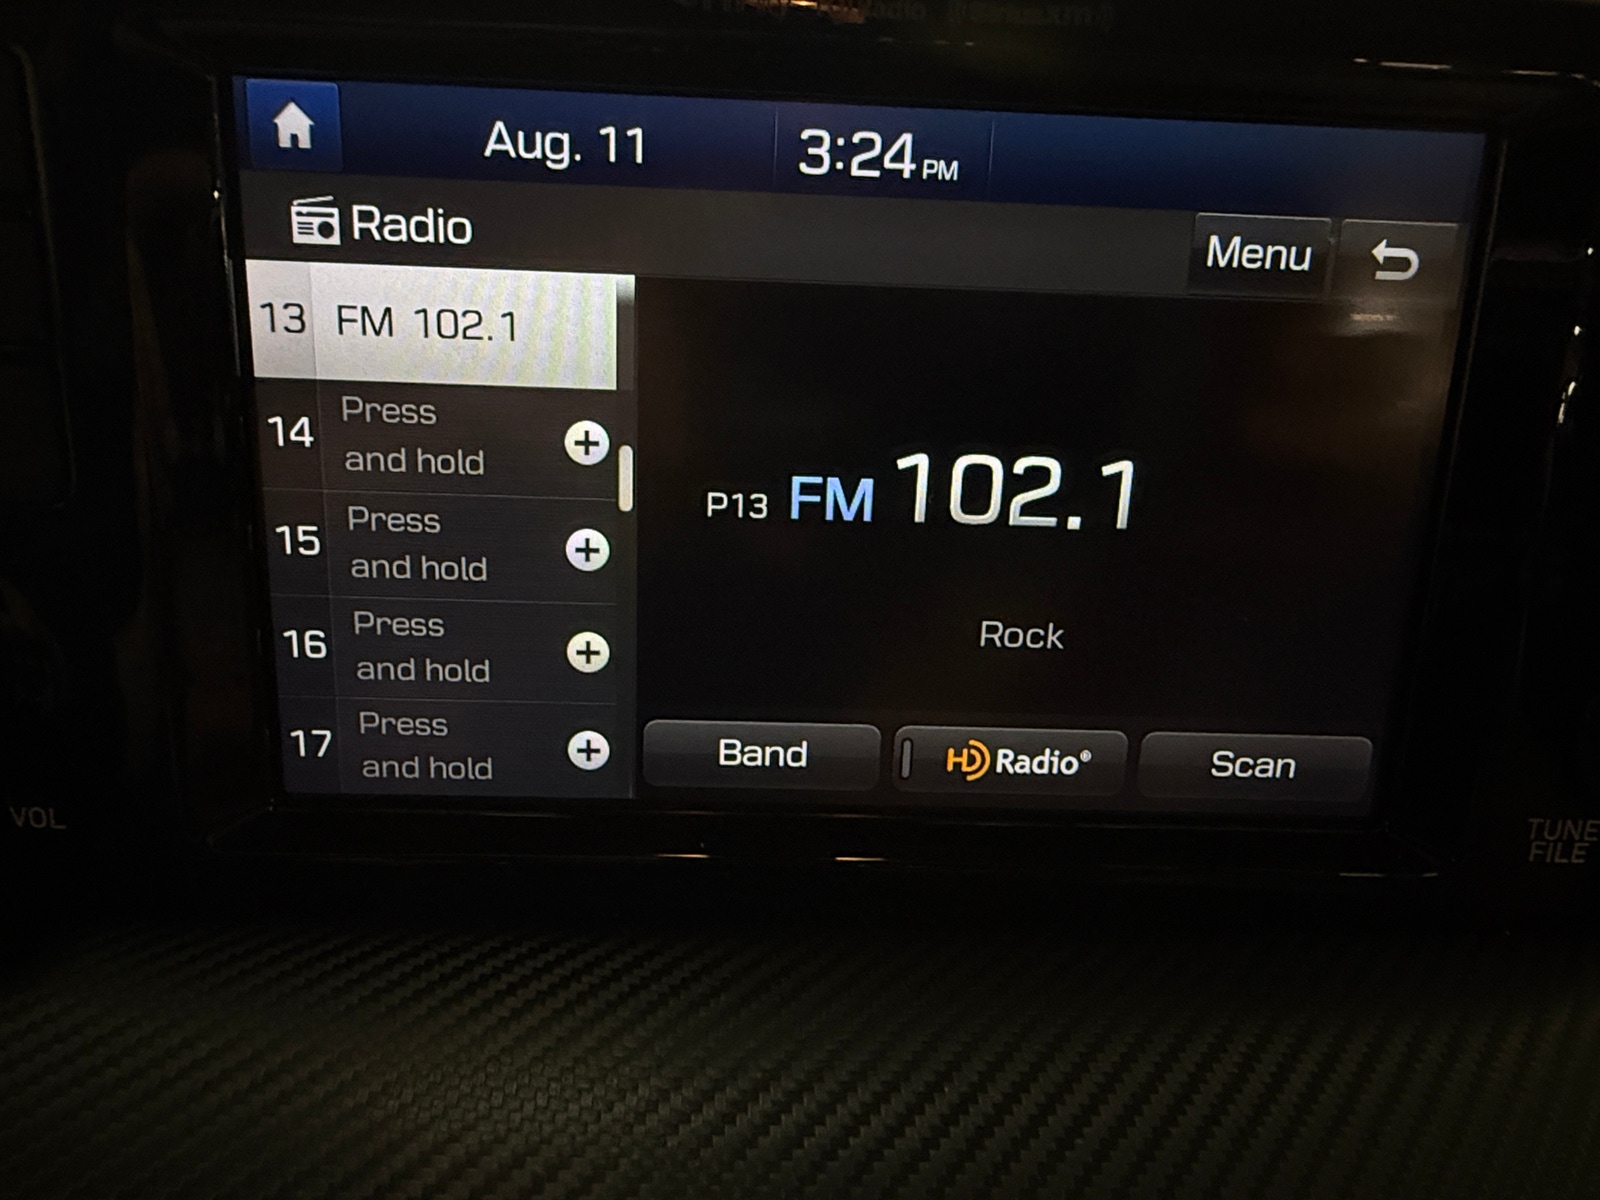 Aug. 11
3:24 PM
Radio
Menu
13 FM 102.1
14 Press
and hold
15 Press
and hold
16 Press
and hold
17 Press
and hold
P13 FM 102.1
Rock
Band
HD Radio®
Scan
VOL
TUNE
FILE